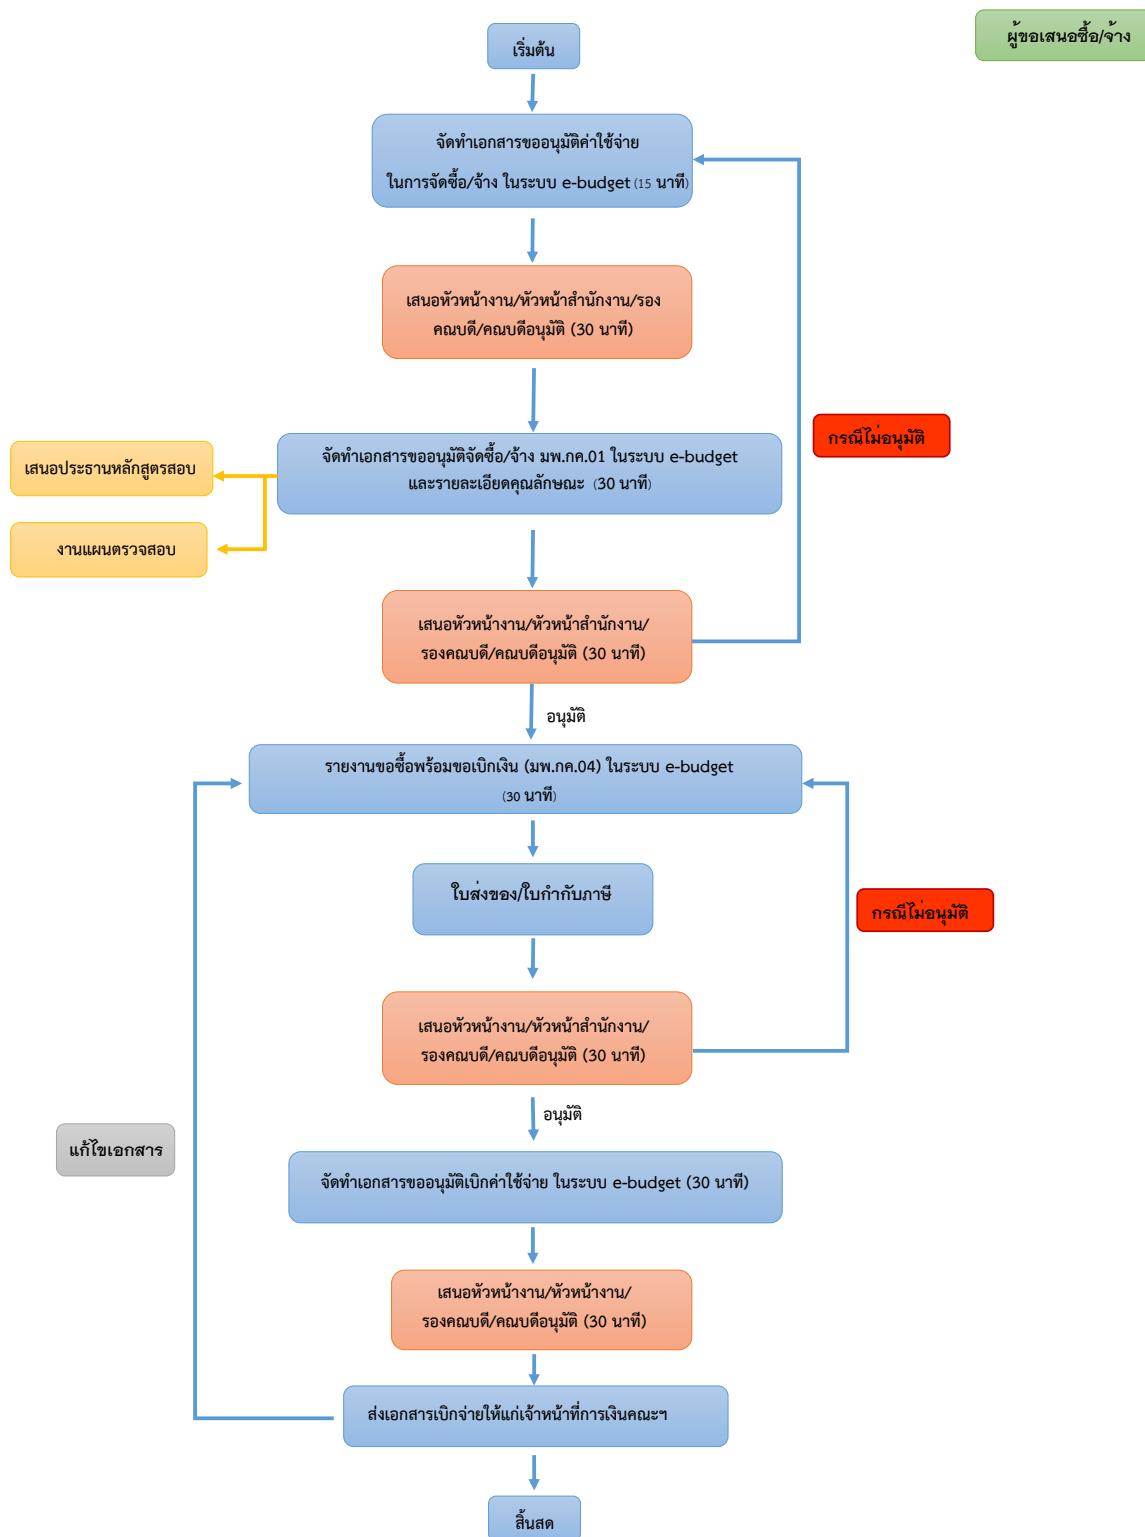 เริ่มต้น
ผู้ขอเสนอซื้อ/จ้าง
จัดทำเอกสารขออนุมัติค่าใช้จ่าย
ในการจัดซื้อ/จ้าง ในระบบ e-budget (15 นาที)
เสนอหัวหน้างาน/หัวหน้าสำนักงาน/รอง
คณบดี/คณบดีอนุมัติ (30 นาที)
กรณีไม่อนุมัติ
จัดทำเอกสารขออนุมัติจัดซื้อ/จ้าง มพ.กค.01 ในระบบ e-budget
และรายละเอียดคุณลักษณะ (30 นาที)
เสนอประธานหลักสูตรสอบ
งานแผนตรวจสอบ
เสนอหัวหน้างาน/หัวหน้าสำนักงาน/
รองคณบดี/คณบดีอนุมัติ (30 นาที)
อนุมัติ
รายงานขอซื้อพร้อมขอเบิกเงิน (มพ.กค.04) ในระบบ e-budget
(30 นาที)
ใบส่งของ/ใบกำกับภาษี
กรณีไม่อนุมัติ
เสนอหัวหน้างาน/หัวหน้าสำนักงาน/
รองคณบดี/คณบดีอนุมัติ (30 นาที)
อนุมัติ
แก้ไขเอกสาร
จัดทำเอกสารขออนุมัติเบิกค่าใช้จ่าย ในระบบ e-budget (30 นาที)
เสนอหัวหน้างาน/หัวหน้างาน/
รองคณบดี/คณบดีอนุมัติ (30 นาที)
ส่งเอกสารเบิกจ่ายให้แก่เจ้าหน้าที่การเงินคณะฯ
สิ้นสด